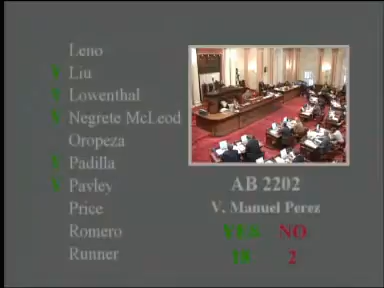 Leno
Y Liu
Y Lowenthal
Y Negrete McLeod
Oropeza
Y Padilla
Y Pavley
Price
Romero
Runner
AB 2202
V. Manuel Perez
YES NO
18 2